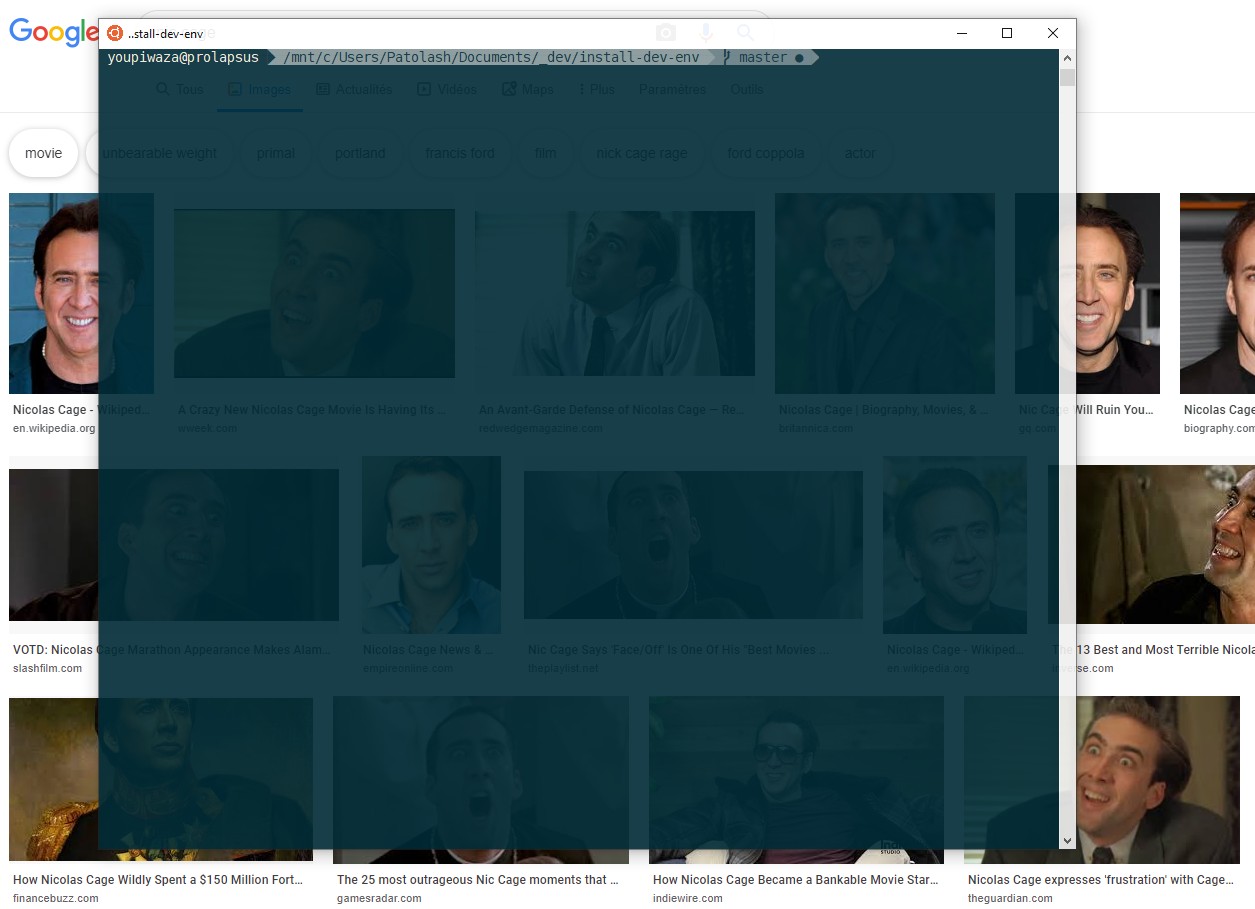 Google
..stall-dev-env
youpiwaza@prolapsus /mnt/c/Users/Patolash/Documents/_dev/install-dev-env master ●
Tous Images Actualités Vidéos Maps Plus Paramètres Outils
movie unbearable weight primal portland francis ford film nick cage rage ford coppola actor
Nicolas Cage - Wikiped... A Crazy New Nicolas Cage Movie Is Having Its ... An Avant-Garde Defense of Nicolas Cage — Re... Nicolas Cage | Biography, Movies, & ... Nic Cage Will Ruin You... Nicolas Cage
en.wikipedia.org wweek.com redwedgemagazine.com britannica.com gq.com biography.com
VOTD: Nicolas Cage Marathon Appearance Makes Alam... Nicolas Cage News & ... Nic Cage Says 'Face/Off' Is One Of His 'Best Movies ... Nicolas Cage - Wikiped... The 13 Best and Most Terrible Nicola
slashfilm.com empireonline.com theplaylist.net en.wikipedia.org inverse.com
STUDIO
How Nicolas Cage Wildly Spent a $150 Million Fort... The 25 most outrageous Nic Cage moments that ... How Nicolas Cage Became a Bankable Movie Star... Nicolas Cage expresses 'frustration' with Cage...
financebuzz.com gamesradar.com indiewire.com theguardian.com